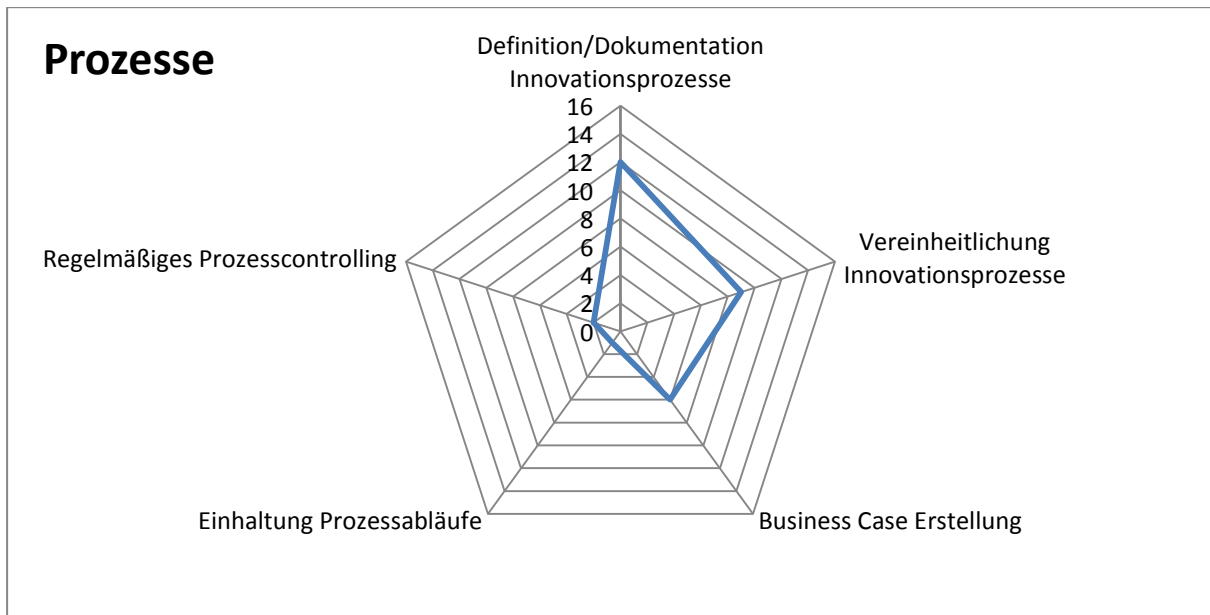 Prozesse
Definition/Dokumentation
Innovationsprozesse
16
14
12
10
8
6
4
2
0
Vereinheitlichung
Innovationsprozesse
Regelmäßiges Prozesscontrolling
Einhaltung Prozessabläufe
Business Case Erstellung